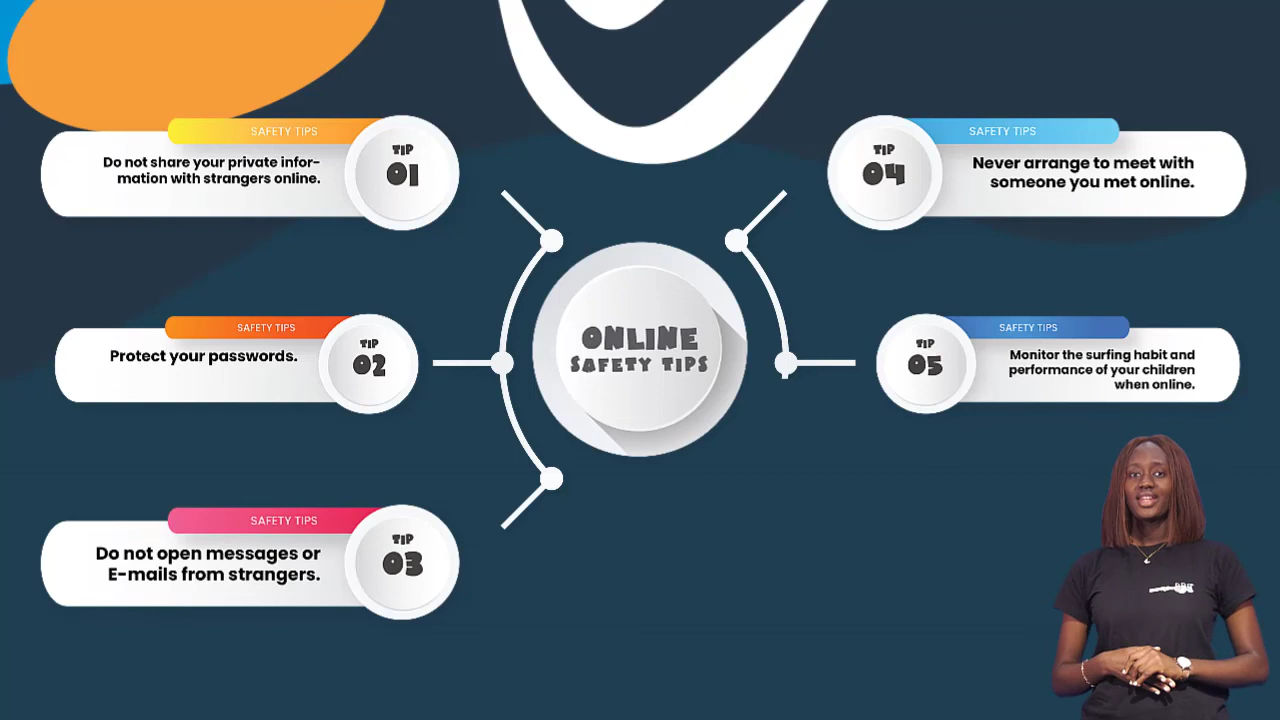 SAFETY TIPS
TIP
01
Do not share your private infor-
mation with strangers online.
SAFETY TIPS
TIP
02
Protect your passwords.
SAFETY TIPS
TIP
03
Do not open messages or
E-mails from strangers.
ONLINE
SAFETY TIPS
SAFETY TIPS
TIP
04
Never arrange to meet with
someone you met online.
SAFETY TIPS
TIP
05
Monitor the surfing habit and
performance of your children
when online.